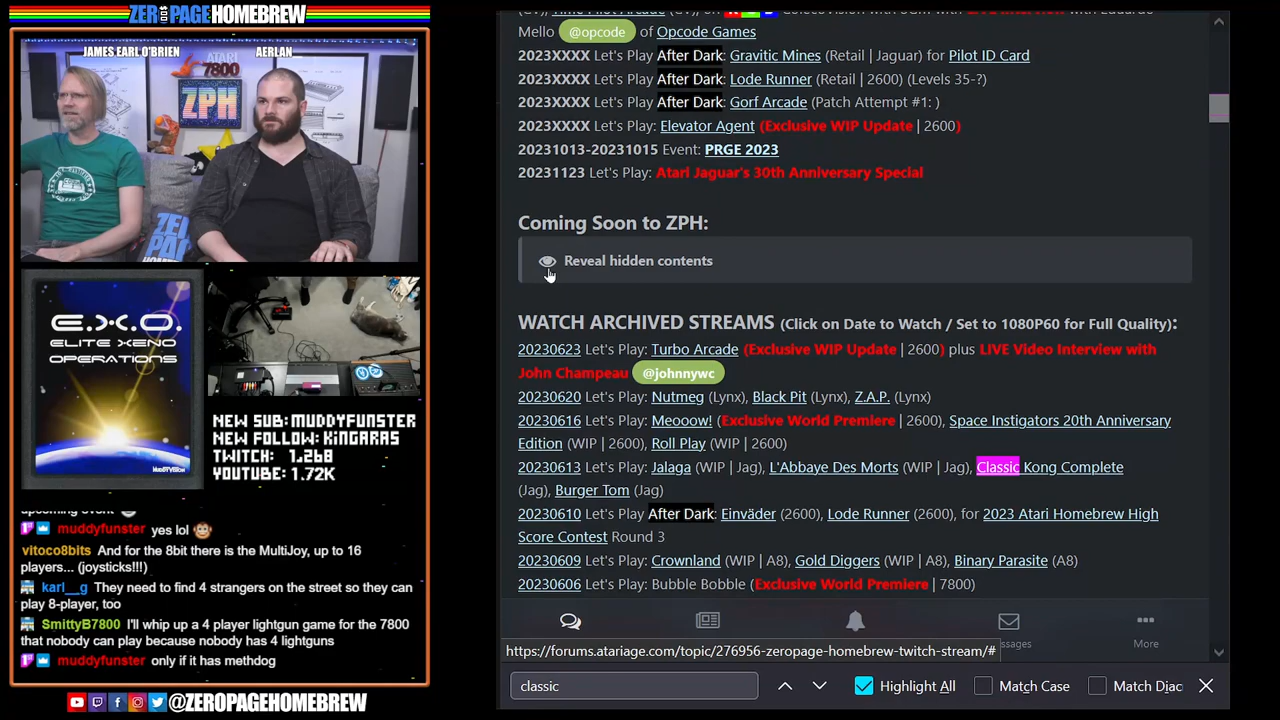 ZERO PAGE HOMEBREW
JAMES EARL O'BRIEN
AERLAN_
ATARI
7800
ZPH
E.X.O.
ELITE XENO
OPERATIONS
NEW SUB: MUDDYFUNSTER
NEW FOLLOW: KINGARAS
TWITCH: 1,268
YOUTUBE: 1.72K
muddyfunster yes lol
vitoco8bits And for the 8bit there is the MultiJoy, up to 16
players... (joysticks!!!)
karl__g They need to find 4 strangers on the street so they can
play 8-player, too
SmittyB7800 I'll whip up a 4 player lightgun game for the 7800
that nobody can play because nobody has 4 lightguns
muddyfunster only if it has methdog
@ZEROPAGEHOMEBREW
Mello @opcode of Opcode Games
2023XXXX Let's Play After Dark: Gravitic Mines (Retail | Jaguar) for Pilot ID Card
2023XXXX Let's Play After Dark: Lode Runner (Retail | 2600) (Levels 35-?)
2023XXXX Let's Play After Dark: Gorf Arcade (Patch Attempt #1: )
2023XXXX Let's Play: Elevator Agent (Exclusive WIP Update | 2600)
20231013-20231015 Event: PRGE 2023
20231123 Let's Play: Atari Jaguar's 30th Anniversary Special
Coming Soon to ZPH:
Reveal hidden contents
WATCH ARCHIVED STREAMS (Click on Date to Watch / Set to 1080P60 for Full Quality):
20230623 Let's Play: Turbo Arcade (Exclusive WIP Update | 2600) plus LIVE Video Interview with
John Champeau @johnnywc
20230620 Let's Play: Nutmeg (Lynx), Black Pit (Lynx), Z.A.P. (Lynx)
20230616 Let's Play: Meooow! (Exclusive World Premiere | 2600), Space Instigators 20th Anniversary
Edition (WIP | 2600), Roll Play (WIP | 2600)
20230613 Let's Play: Jalaga (WIP | Jag), L'Abbaye Des Morts (WIP | Jag), Classic Kong Complete
(Jag), Burger Tom (Jag)
20230610 Let's Play After Dark: Einväder (2600), Lode Runner (2600), for 2023 Atari Homebrew High
Score Contest Round 3
20230609 Let's Play: Crownland (WIP | A8), Gold Diggers (WIP | A8), Binary Parasite (A8)
20230606 Let's Play: Bubble Bobble (Exclusive World Premiere | 7800)
https://forums.atariage.com/topic/276956-zeropage-homebrew-twitch-stream/#
More
classic
Highlight All
Match Case
Match Diac